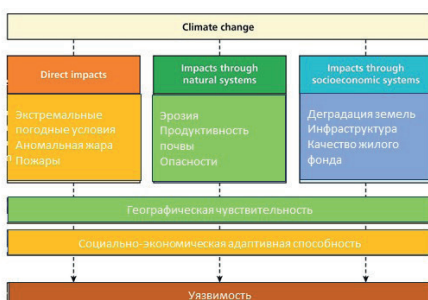 Climate change
Direct impacts
Impacts through
natural systems
Impacts through
socioeconomic systems
Экстремальные
погодные условия
Аномальная жара
Пожары
Эрозия
Продуктивность
почвы
Опасности
Деградация земель
Инфраструктура
Качество жилого
фонда
Географическая чувствительность
Социально-экономическая адаптивная способность
Уязвимость